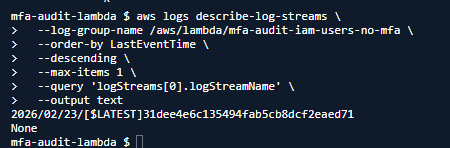 mfa-audit-lambda $ aws logs describe-log-streams \
>   --log-group-name /aws/lambda/mfa-audit-iam-users-no-mfa \
>   --order-by LastEventTime \
>   --descending \
>   --max-items 1 \
>   --query 'logStreams[0].logStreamName' \
>   --output text
2026/02/23/[$LATEST]31dee4e6c135494fab5cb8dcf2eaed71
None
mfa-audit-lambda $